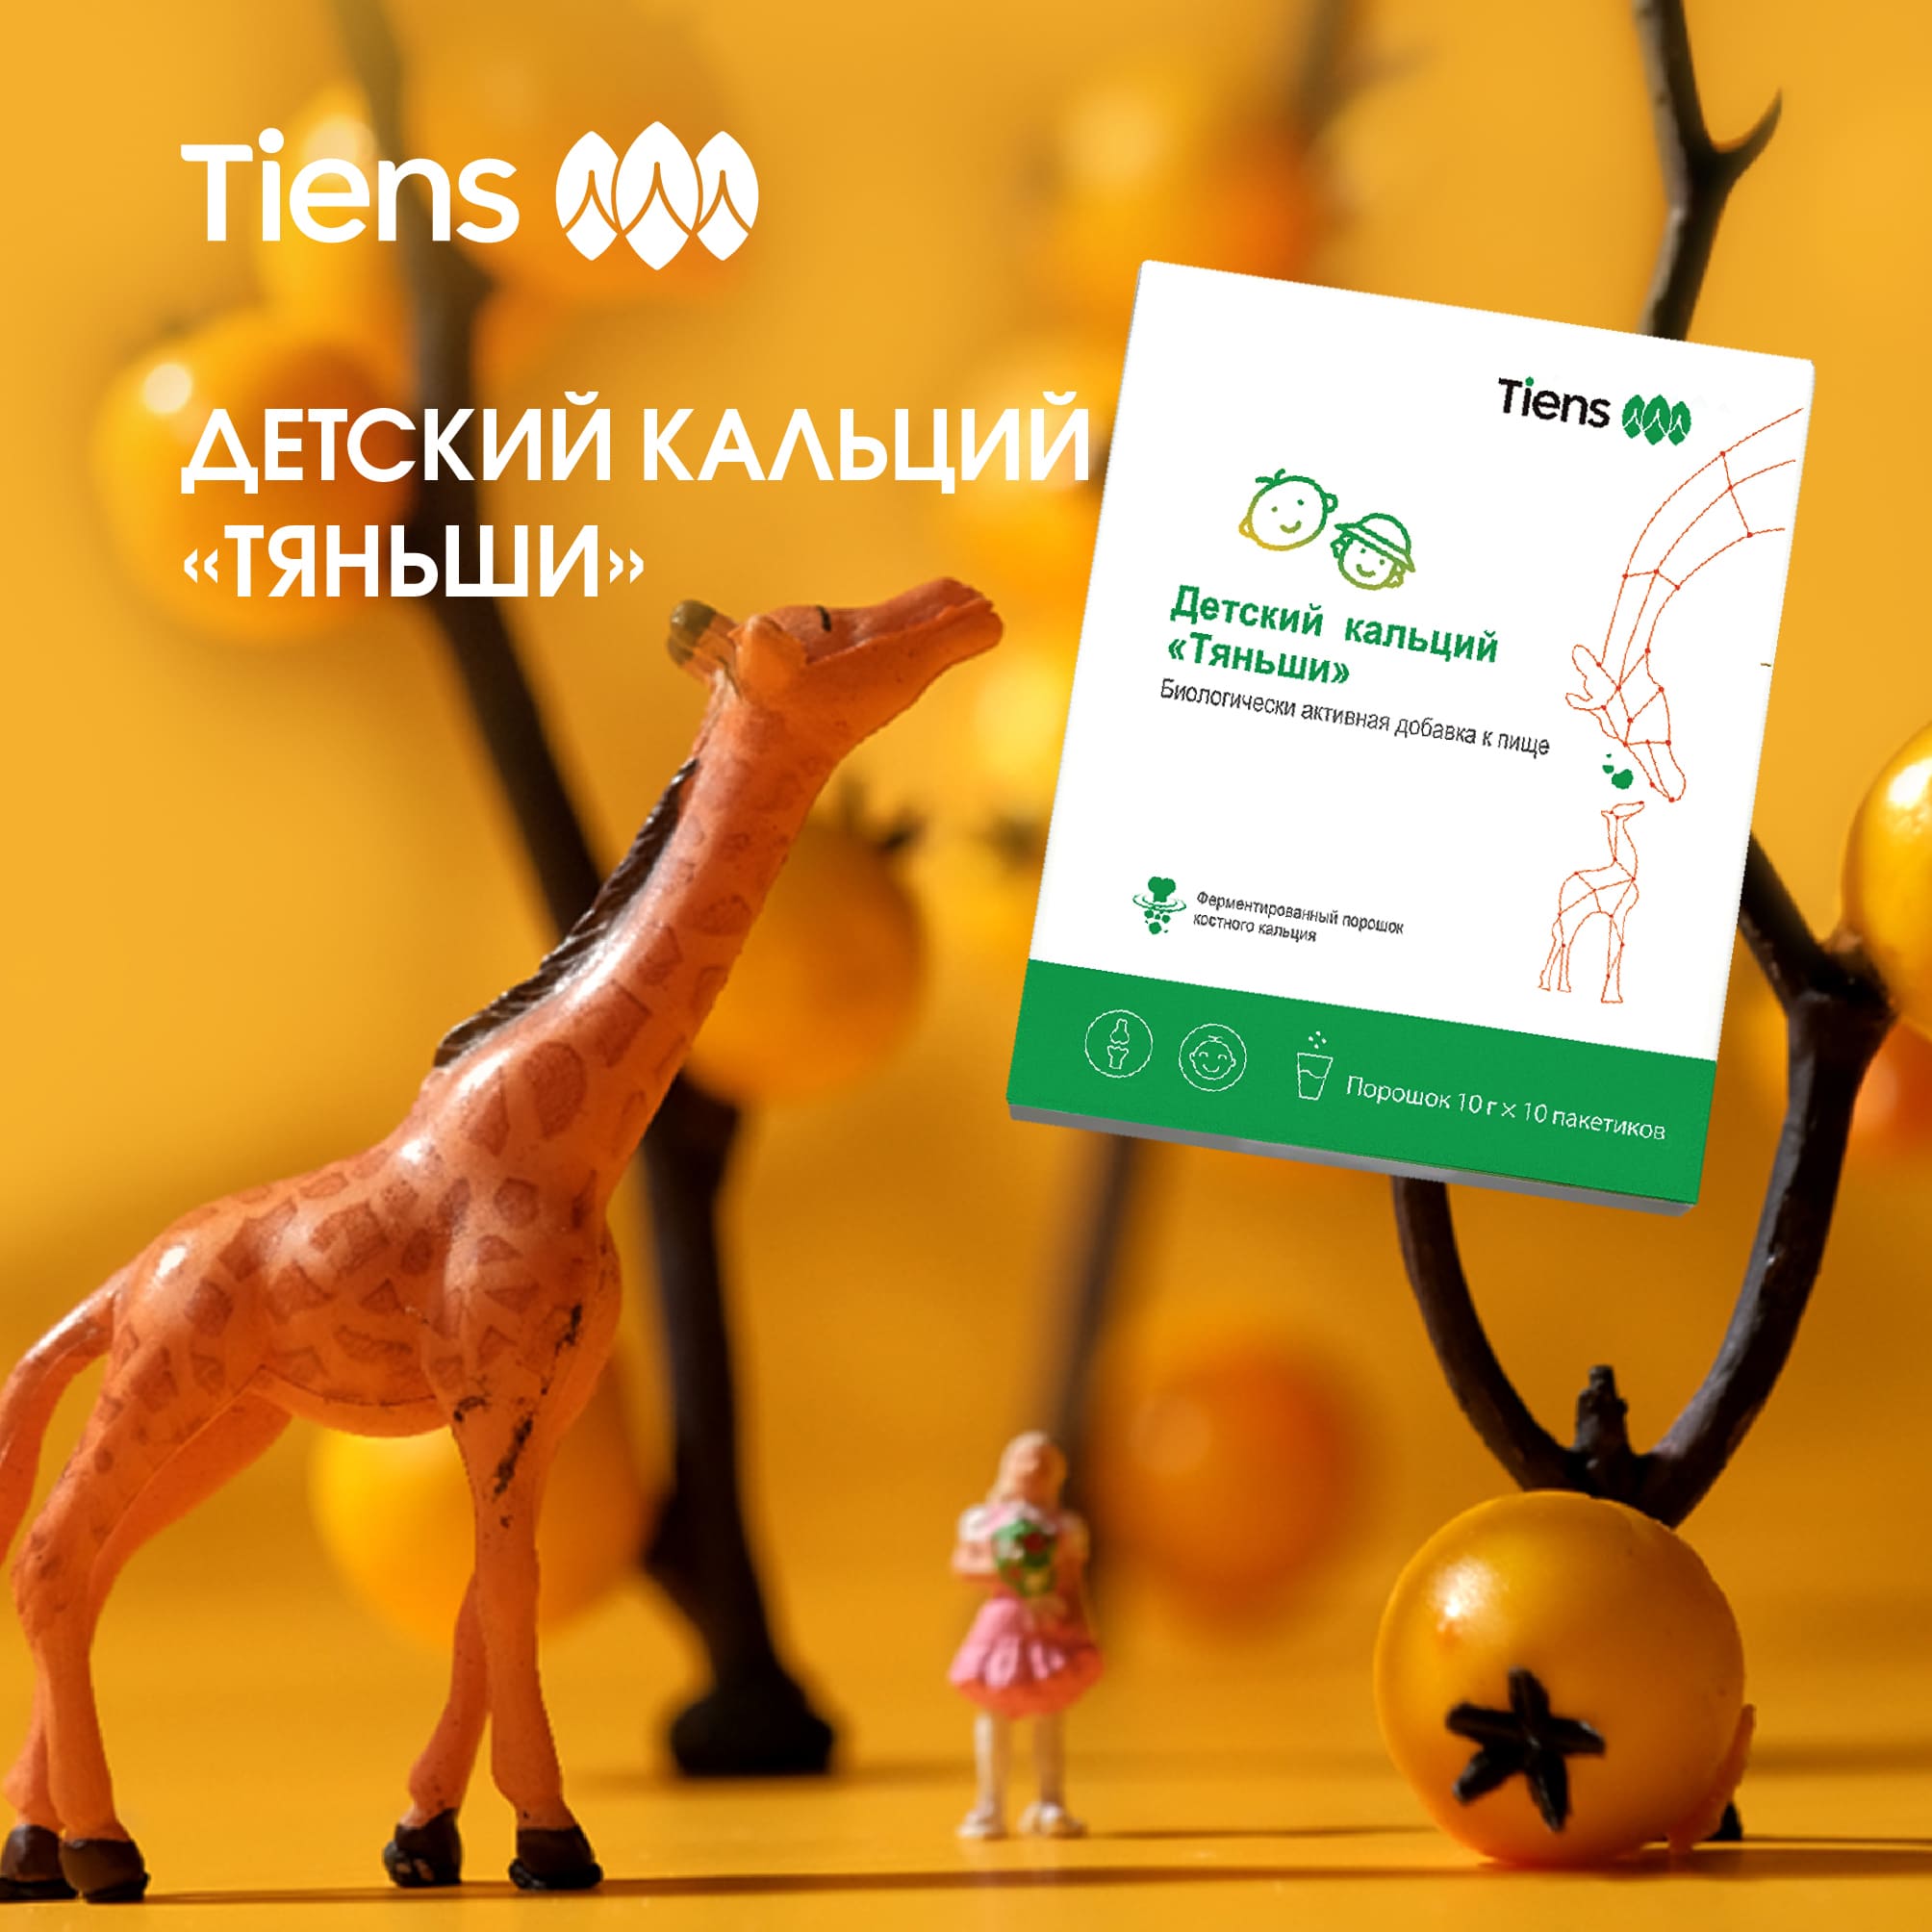 Tiens
ДЕТСКИЙ КАЛЬЦИЙ
«ТЯНЬШИ»
Tiens
Детский кальций
«Тяньши»
Биологически активная добавка к пище
Ферментированный порошок
костного кальция
Порошок 10 г × 10 пакетиков